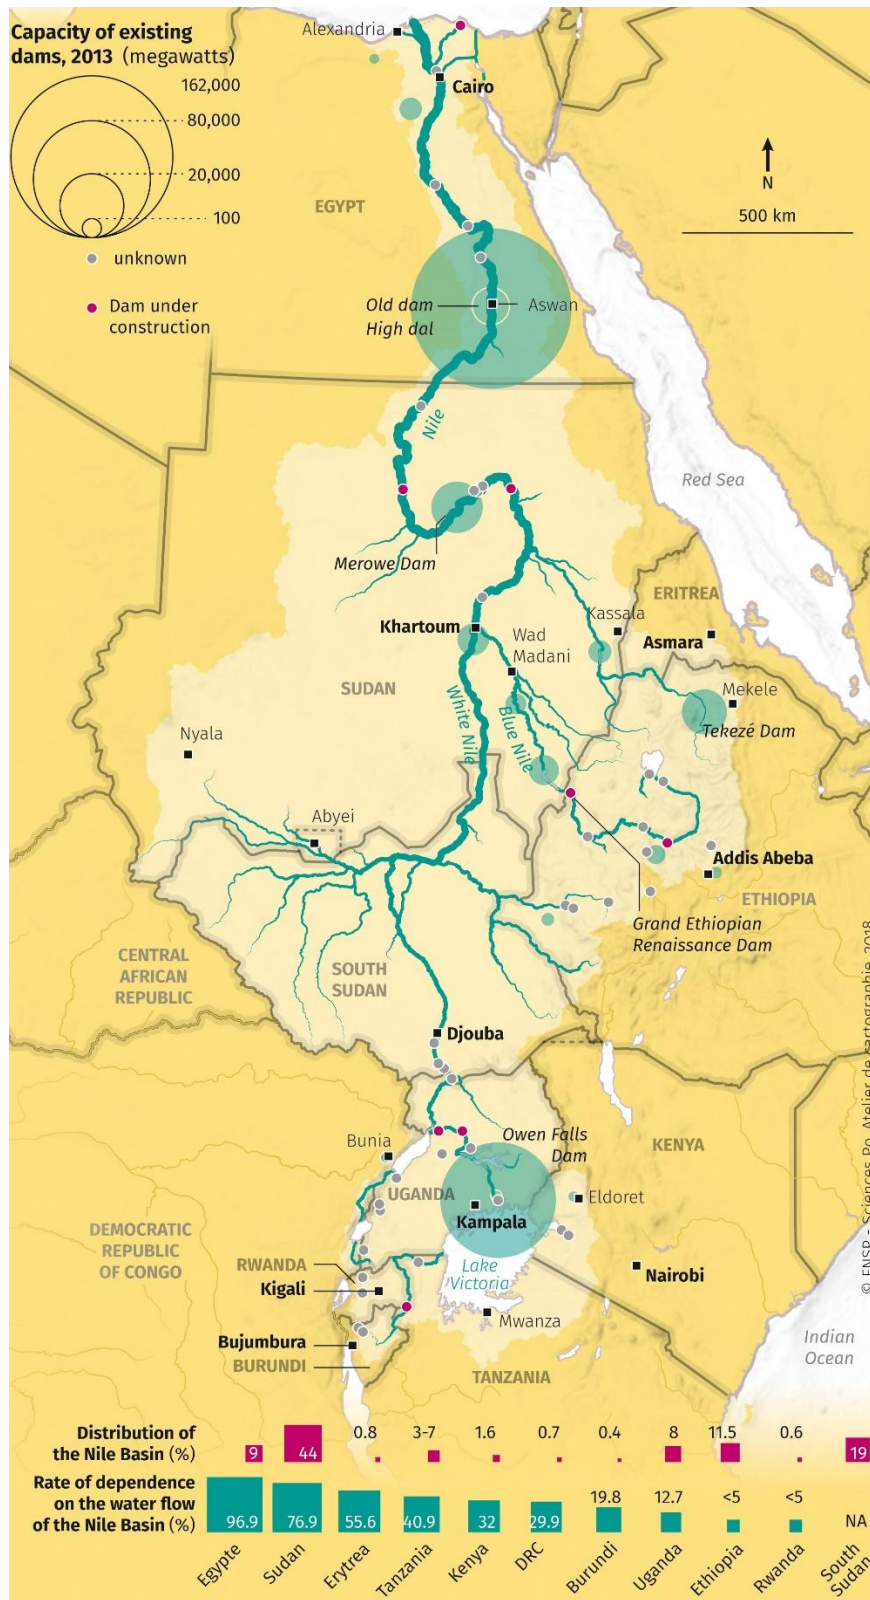 Capacity of existing
dams, 2013 (megawatts)
162,000
80,000
20,000
100
unknown
Dam under
construction
Alexandria
Cairo
N
500 km
EGYPT
Old dam
High dal
Aswan
Nile
Red Sea
Merowe Dam
ERITREA
Kassala
Khartoum
Wad
Madani
Asmara
SUDAN
White Nile
Blue Nile
Mekele
Tekezé Dam
Nyala
Abyei
Addis Abeba
ETHIOPIA
Grand Ethiopian
Renaissance Dam
CENTRAL
AFRICAN
REPUBLIC
SOUTH
SUDAN
Djouba
Owen Falls
Dam
KENYA
Bunia
UGANDA
Eldoret
Kampala
DEMOCRATIC
REPUBLIC
OF CONGO
RWANDA
Kigali
Lake
Victoria
Nairobi
Mwanza
Bujumbura
BURUNDI
TANZANIA
Indian
Ocean
© FNSP - Sciences Po, Atelier de cartographie, 2018
Distribution of
the Nile Basin (%)
9 44 0.8 3-7 1.6 0.7 0.4 8 11.5 0.6 19
Rate of dependence
on the water flow
of the Nile Basin (%)
96.9 76.9 55.6 40.9 32 29.9 19.8 12.7 <5 <5 NA
Egypte
Sudan
Erytrea
Tanzania
Kenya
DRC
Burundi
Uganda
Ethiopia
Rwanda
South
Sudan